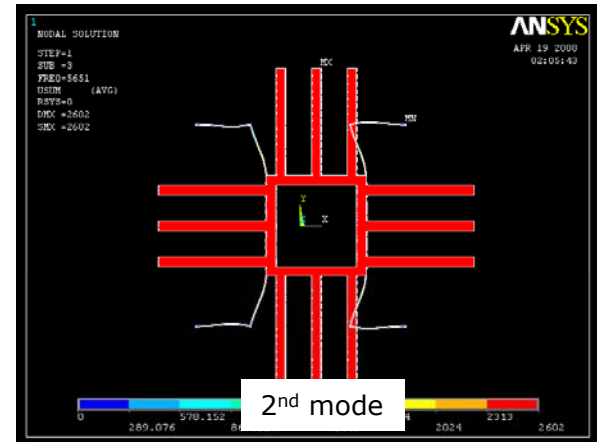 1
NODAL SOLUTION
STEP=1
SUB =3
FREQ=5651
USUM (AVG)
RSYS=0
DMX =2602
SMX =2602
ANSYS
APR 19 2008
02:05:43
MX
MN
Y
X
2nd mode
0 578.152 2313
289.076 2024 2602